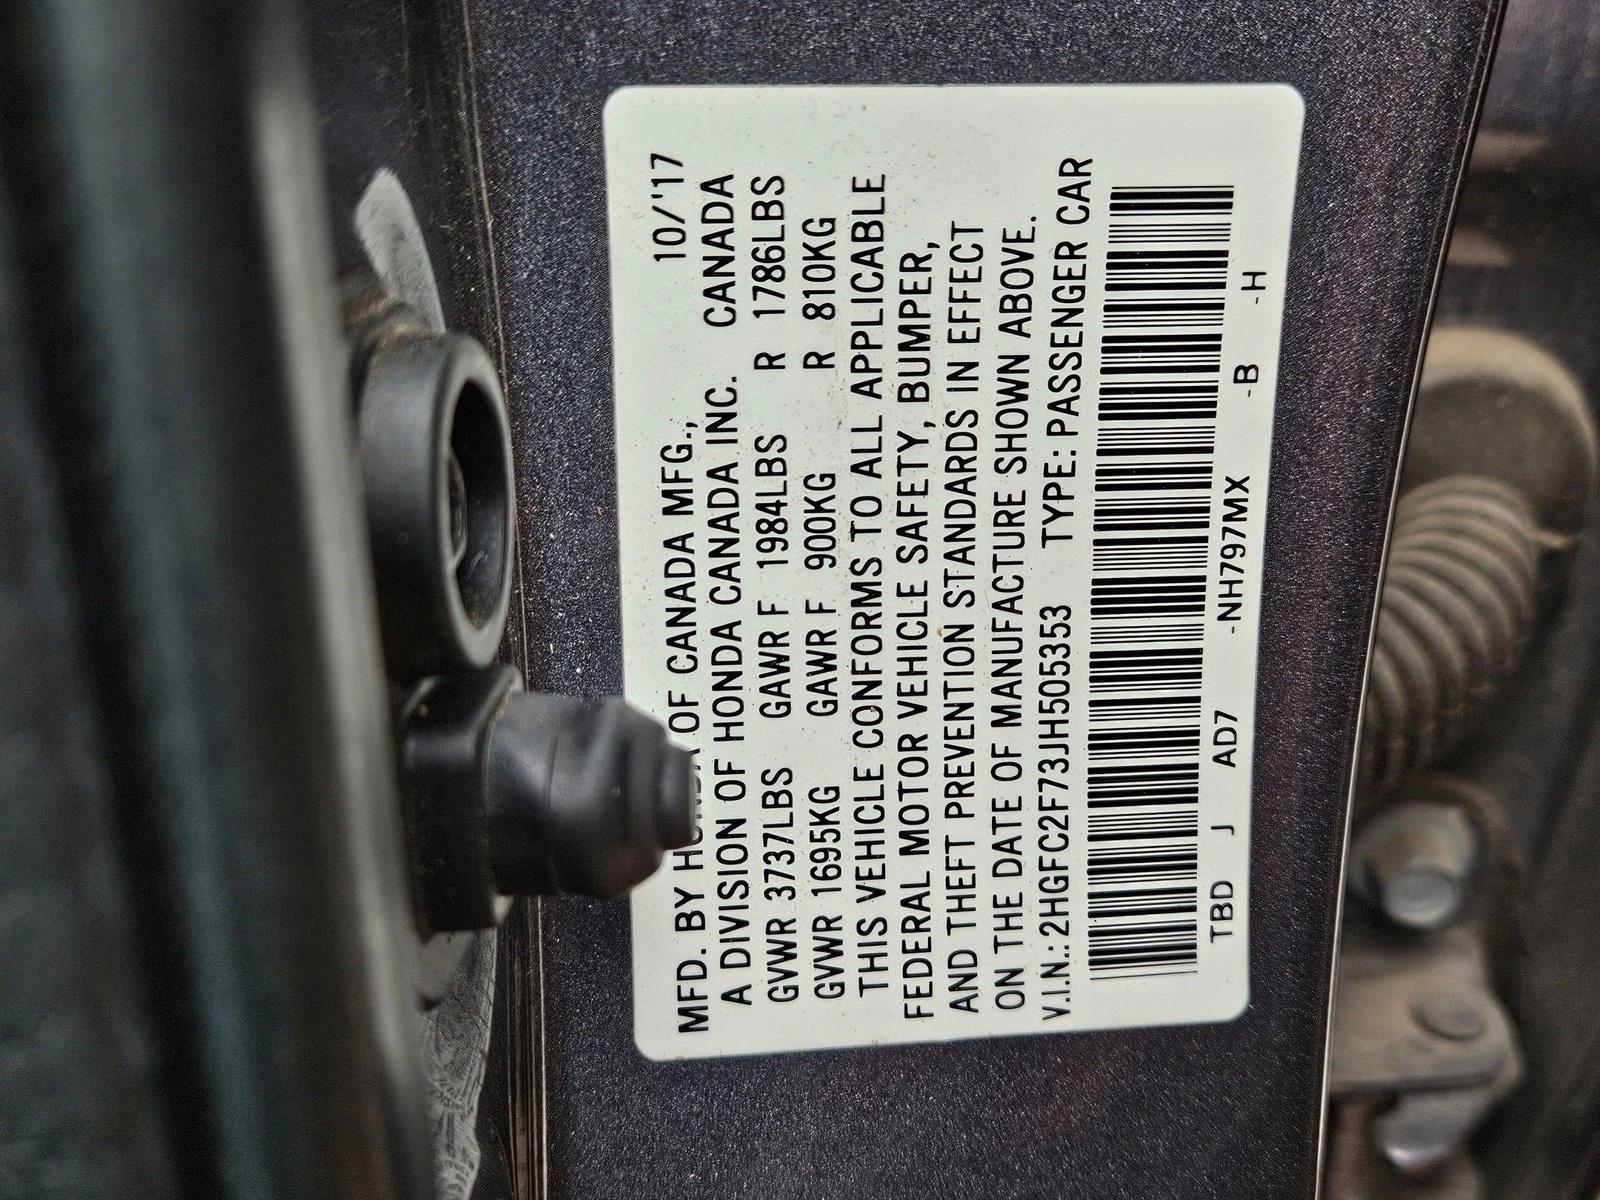 MFD. BY HONDA OF CANADA MFG., 10/'17
A DIVISION OF HONDA CANADA INC. CANADA
GVWR 3737LBS GAWR F 1984LBS R 1786LBS
GVWR 1695KG GAWR F 900KG R 810KG
THIS VEHICLE CONFORMS TO ALL APPLICABLE
FEDERAL MOTOR VEHICLE SAFETY, BUMPER,
AND THEFT PREVENTION STANDARDS IN EFFECT
ON THE DATE OF MANUFACTURE SHOWN ABOVE.
V.I.N.: 2HGFC2F73JH505353 TYPE: PASSENGER CAR
TBD J AD7 -NH797MX -B -H